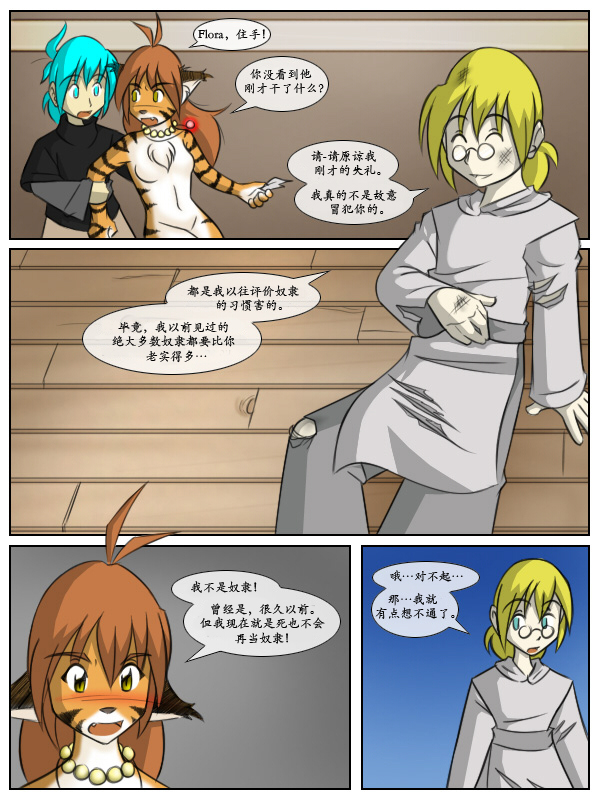 Flora，住手！
你没看到他
刚才干了什么？
请-请原谅我
刚才的失礼。
我真的不是故意
冒犯你的。
都是我以往评价奴隶
的习惯害的。
毕竟，我以前见过的
绝大多数奴隶都要比你
老实得多…
我不是奴隶！
曾经是，很久以前。
但我现在就是死也不会
再当奴隶！
哦…对不起…
那…我就
有点想不通了。